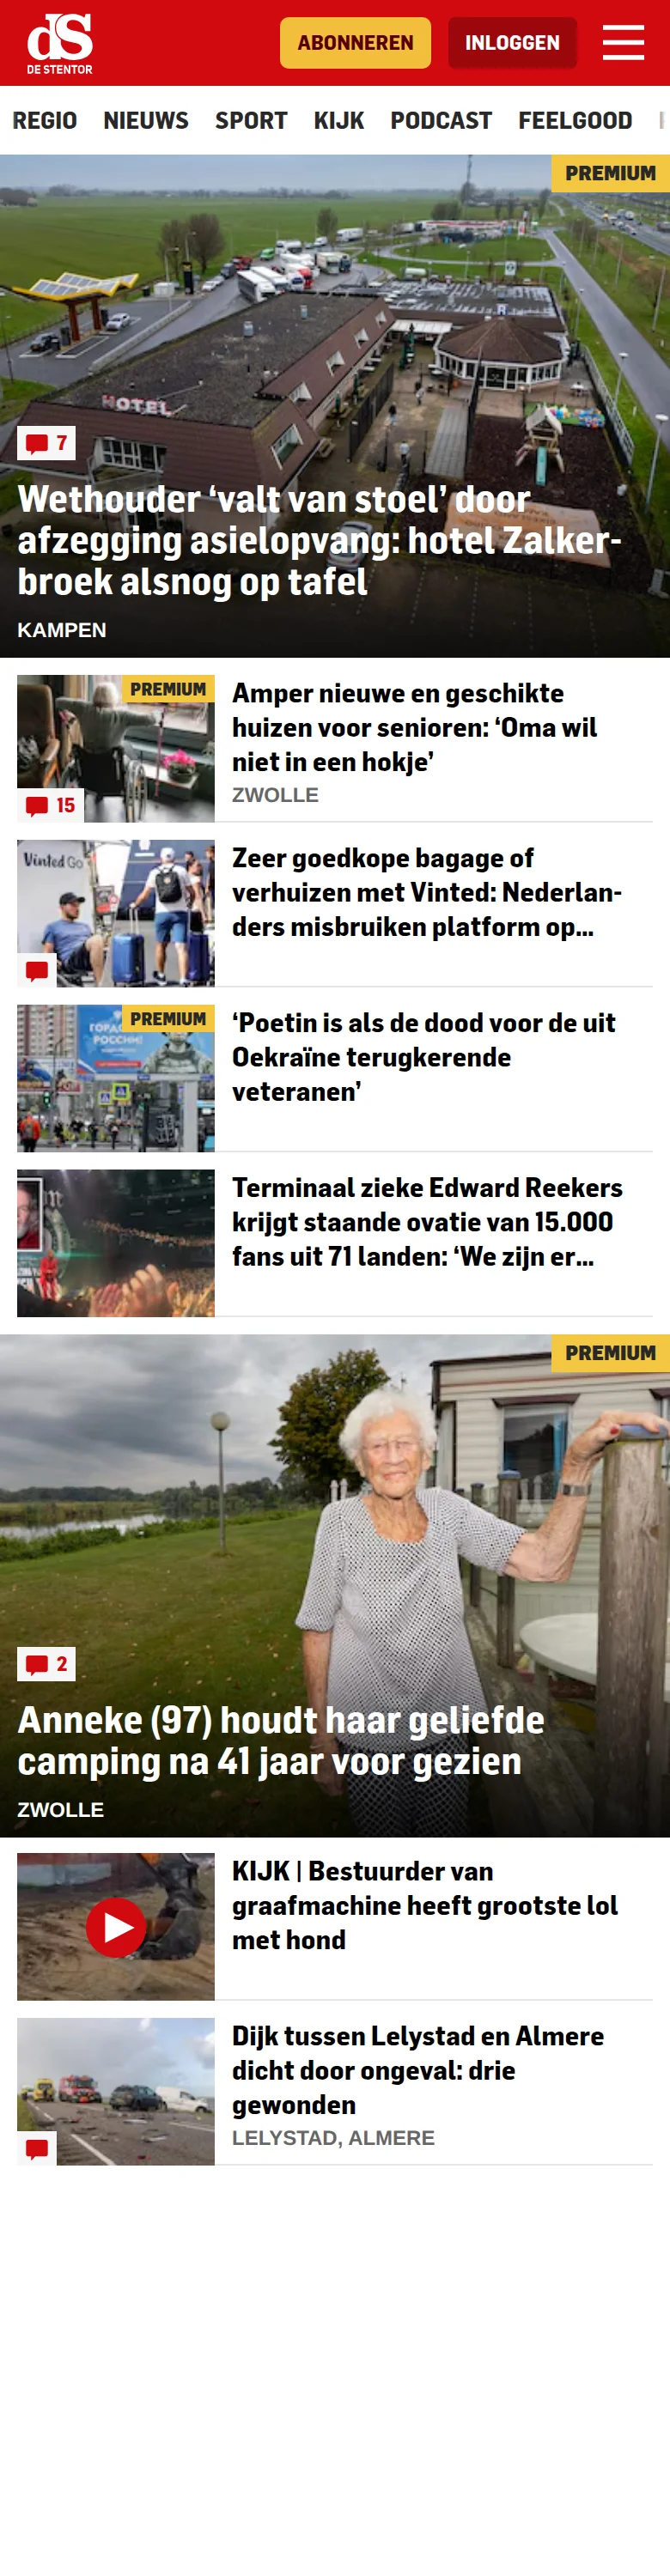 dS
DE STENTOR
ABONNEREN
INLOGGEN
REGIO NIEUWS SPORT KIJK PODCAST FEELGOOD
PREMIUM
HOTEL
7
Wethouder ‘valt van stoel’ door
afzegging asielopvang: hotel Zalker-
broek alsnog op tafel
KAMPEN
PREMIUM
15
Amper nieuwe en geschikte
huizen voor senioren: ‘Oma wil
niet in een hokje’
ZWOLLE
Vinted Go
Zeer goedkope bagage of
verhuizen met Vinted: Nederlan-
ders misbruiken platform op...
PREMIUM
‘Poetin is als de dood voor de uit
Oekraïne terugkerende
veteranen’
Terminaal zieke Edward Reekers
krijgt staande ovatie van 15.000
fans uit 71 landen: ‘We zijn er...
PREMIUM
2
Anneke (97) houdt haar geliefde
camping na 41 jaar voor gezien
ZWOLLE
KIJK | Bestuurder van
graafmachine heeft grootste lol
met hond
Dijk tussen Lelystad en Almere
dicht door ongeval: drie
gewonden
LELYSTAD, ALMERE